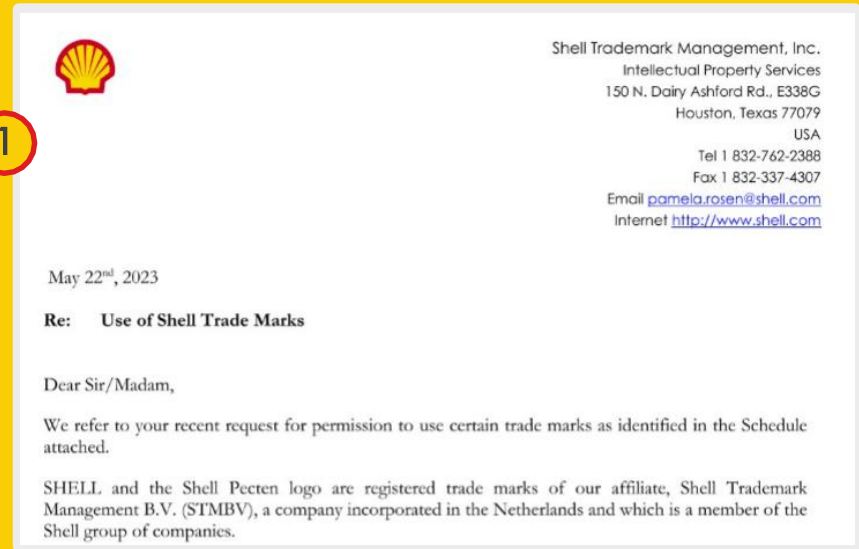 Shell Trademark Management, Inc.
Intellectual Property Services
150 N. Dairy Ashford Rd., E338G
Houston, Texas 77079
USA
Tel 1 832-762-2388
Fax 1 832-337-4307
Email pamela.rosen@shell.com
Internet http://www.shell.com
1
May 22nd, 2023
Re: Use of Shell Trade Marks
Dear Sir/Madam,
We refer to your recent request for permission to use certain trade marks as identified in the Schedule
attached.
SHELL and the Shell Pecten logo are registered trade marks of our affiliate, Shell Trademark
Management B.V. (STMBV), a company incorporated in the Netherlands and which is a member of the
Shell group of companies.